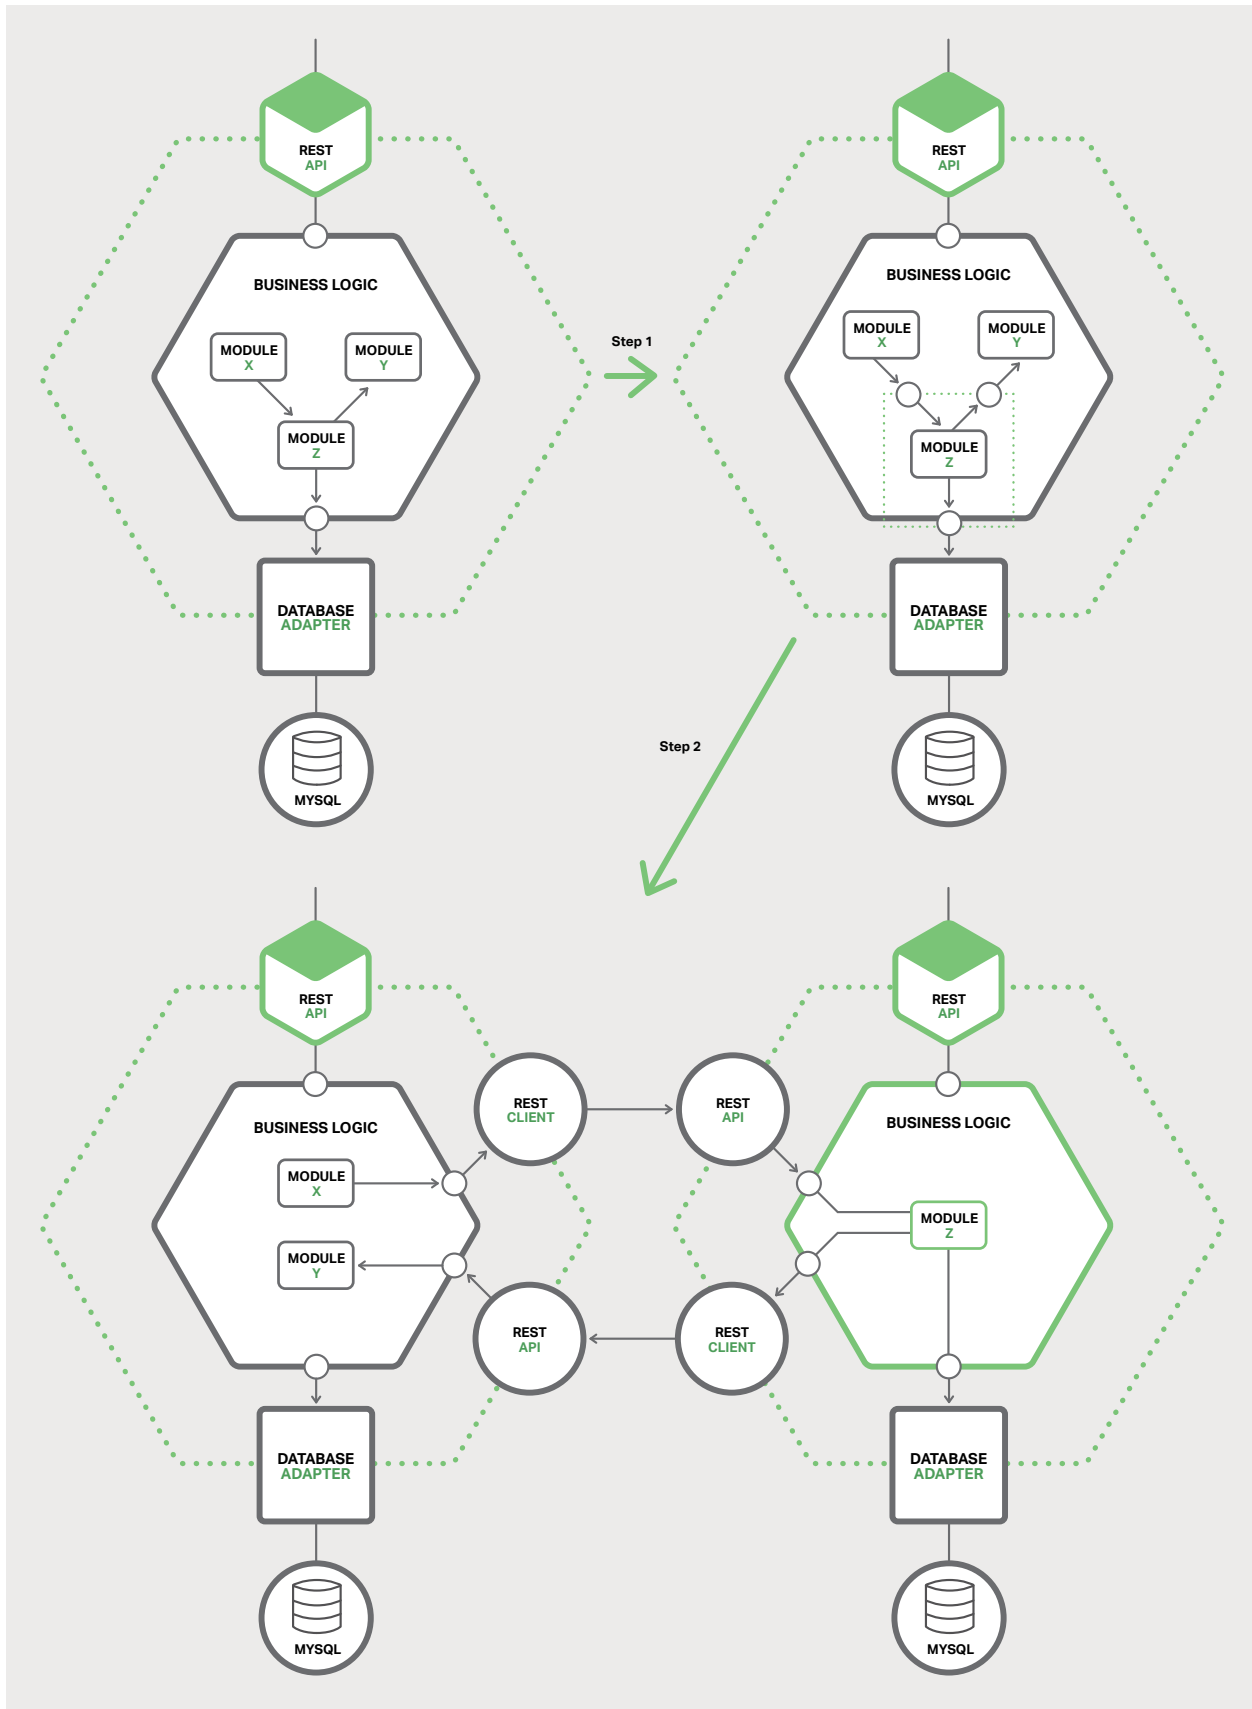 REST
API
BUSINESS LOGIC
MODULE
X
MODULE
Y
MODULE
Z
DATABASE
ADAPTER
MYSQL
Step 1
REST
API
BUSINESS LOGIC
MODULE
X
MODULE
Y
MODULE
Z
DATABASE
ADAPTER
MYSQL
Step 2
REST
API
BUSINESS LOGIC
MODULE
X
MODULE
Y
REST
CLIENT
REST
API
DATABASE
ADAPTER
MYSQL
REST
API
REST
API
BUSINESS LOGIC
MODULE
Z
REST
CLIENT
DATABASE
ADAPTER
MYSQL